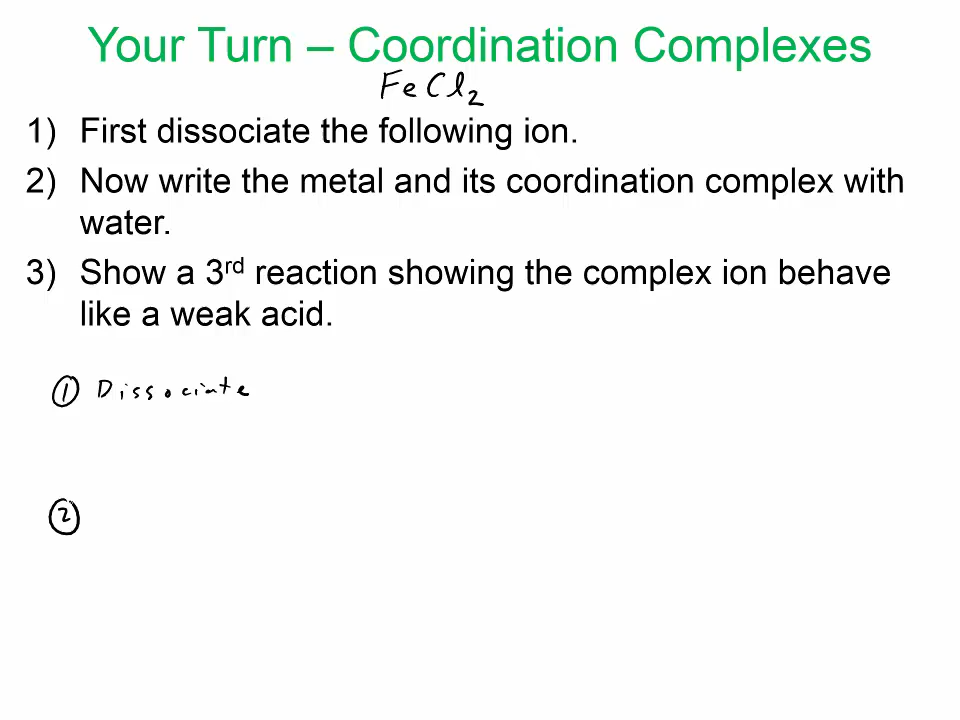 Your Turn – Coordination Complexes
FeCl₂
1) First dissociate the following ion.
2) Now write the metal and its coordination complex with
water.
3) Show a 3rd reaction showing the complex ion behave
like a weak acid.
① Dissociate
②